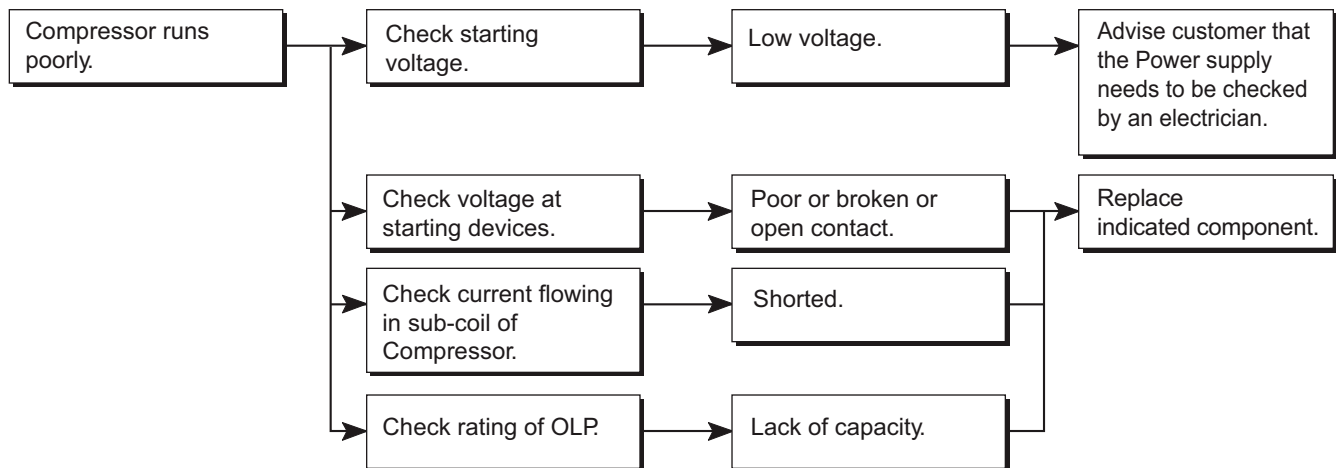 Compressor runs
poorly.
Check starting
voltage.
Low voltage.
Advise customer that
the Power supply
needs to be checked
by an electrician.
Check voltage at
starting devices.
Poor or broken or
open contact.
Replace
indicated component.
Check current flowing
in sub-coil of
Compressor.
Shorted.
Check rating of OLP.
Lack of capacity.